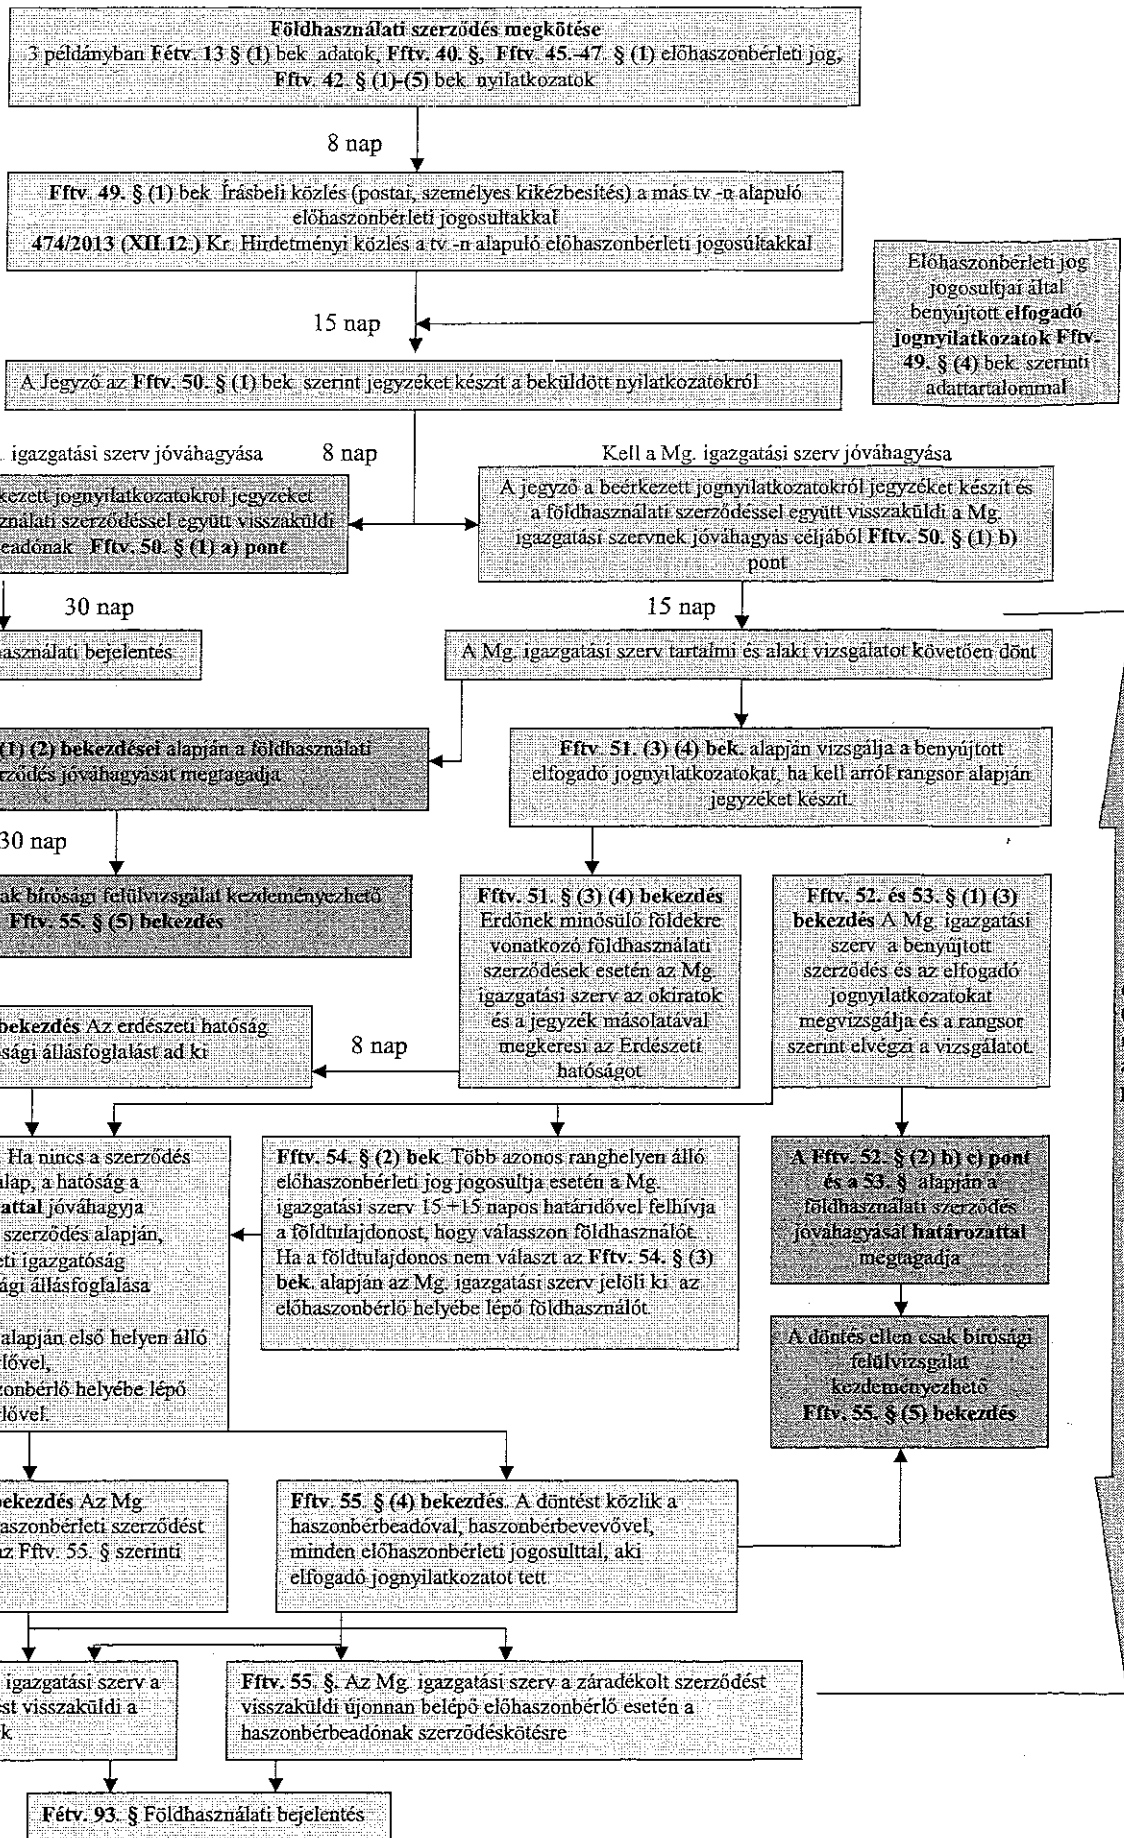 Földhasználati szerződés megkötése
3 példányban Fétv. 13 § (1) bek adatok, Fftv. 40. §, Fftv. 45.-47. § (1) előhaszonbérleti jog,
Fftv. 42. § (1)-(5) bek. nyilatkozatok
8 nap
Fftv. 49. § (1) bek. Írásbeli közlés (postai, személyes kikézbesítés) a más tv.-n alapuló
előhaszonbérleti jogosultakkal
474/2013 (XII.12.) Kr. Hirdetményi közlés a tv.-n alapuló előhaszonbérleti jogosúltakkal
Előhaszonbérleti jog
jogosultjai által
benyújtott elfogadó
jognyilatkozatok Fftv.
49. § (4) bek. szerinti
adattartalommal
15 nap
A Jegyző az Fftv. 50. § (1) bek. szerint jegyzéket készít a beküldött nyilatkozatokról
. igazgatási szerv jóváhagyása
8 nap
Kell a Mg. igazgatási szerv jóváhagyása
kezett jognyilatkozatokról jegyzéket
ználati szerződéssel együtt visszaküldi
eadónak Fftv. 50. § (1) a) pont
A jegyző a beérkezett jognyilatkozatokról jegyzéket készít és
a földhasználati szerződéssel együtt visszaküldi a Mg.
igazgatási szervnek jóváhagyás céljából Fftv. 50. § (1) b)
pont
30 nap
15 nap
asználati bejelentés
A Mg. igazgatási szerv tartalmi és alaki vizsgálatot követően dönt
(1) (2) bekezdései alapján a földhasználati
rződés jóváhagyását megtagadja
Fftv. 51. (3) (4) bek. alapján vizsgálja a benyújtott
elfogadó jognyilatkozatokat, ha kell arról rangsor alapján
jegyzéket készít.
30 nap
ak bírósági felülvizsgálat kezdeményezhető
Fftv. 55. § (5) bekezdés
Fftv. 51. § (3) (4) bekezdés
Erdőnek minősülő földekre
vonatkozó földhasználati
szerződések esetén az Mg.
igazgatási szerv az okiratok
és a jegyzék másolatával
megkeresi az Erdészeti
hatóságot
Fftv. 52. és 53. § (1) (3)
bekezdés A Mg. igazgatási
szerv a benyújtott
szerződés és az elfogadó
jognyilatkozatokat
megvizsgálja és a rangsor
szerint elvégzi a vizsgálatot.
bekezdés Az erdészeti hatóság
ósági állásfoglalást ad ki
8 nap
Ha nincs a szerződés
alap, a hatóság a
attal jóváhagyja
szerződés alapján,
eti igazgatóság
sági állásfoglalása
alapján első helyen álló
rlővel,
zonbérlő helyébe lépő
rlővel.
Fftv. 54. § (2) bek. Több azonos ranghelyen álló
előhaszonbérleti jog jogosultja esetén a Mg.
igazgatási szerv 15+15 napos határidővel felhívja
a földtulajdonost, hogy válasszon földhasználót.
Ha a földtulajdonos nem választ az Fftv. 54. § (3)
bek. alapján az Mg. igazgatási szerv jelöli ki az
előhaszonbérlő helyébe lépő földhasználót.
A Fftv. 52. § (2) b) c) pont
és a 53. § alapján a
földhasználati szerződés
jóváhagyását határozattal
megtagadja
A döntés ellen csak bírósági
felülvizsgálat
kezdeményezhető
Fftv. 55. § (5) bekezdés
bekezdés Az Mg.
aszonbérleti szerződést
az Fftv. 55. § szerinti
Fftv. 55. § (4) bekezdés. A döntést közlik a
haszonbérbeadóval, haszonbérbevevővel,
minden előhaszonbérleti jogosulttal, aki
elfogadó jognyilatkozatot tett
igazgatási szerv a
st visszaküldi a
k
Fftv. 55 §. Az Mg. igazgatási szerv a záradékolt szerződést
visszaküldi újonnan belépő előhaszonbérlő esetén a
haszonbérbeadónak szerződéskötésre
Fétv. 93. § Földhasználati bejelentés